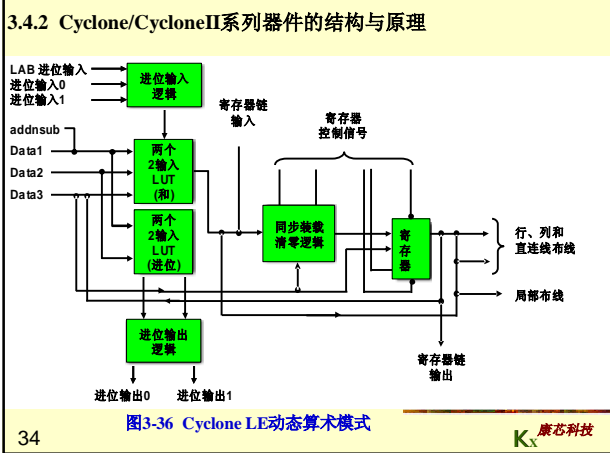 3.4.2 Cyclone/CycloneII系列器件的结构与原理
LAB 进位输入
进位输入0
进位输入1
进位输入
逻辑
寄存器链
输入
寄存器
控制信号
addnsub
Data1
Data2
Data3
两个
2输入
LUT
(和)
两个
2输入
LUT
(进位)
同步装载
清零逻辑
寄
存
器
行、列和
直连线布线
局部布线
进位输出
逻辑
寄存器链
输出
进位输出0
进位输出1
图3-36 Cyclone LE动态算术模式
34
KX康芯科技